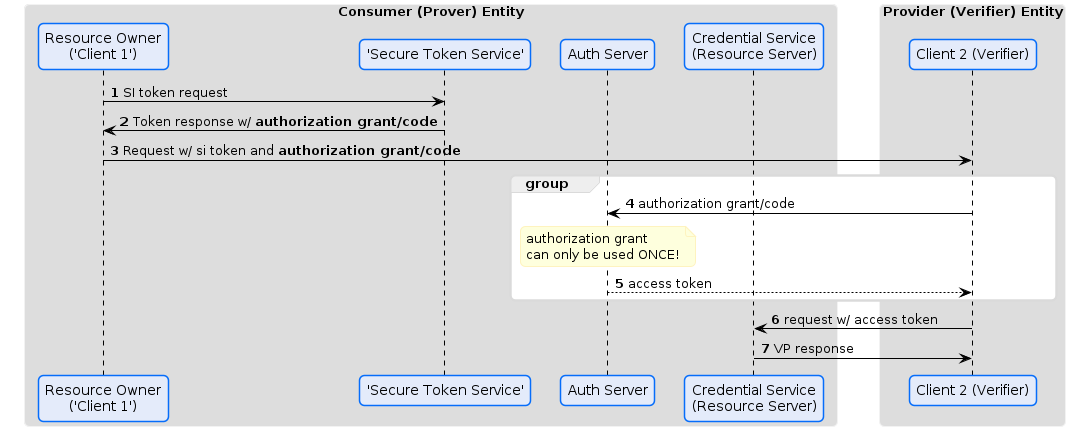 Consumer (Prover) Entity
Provider (Verifier) Entity
Resource Owner
('Client 1')
'Secure Token Service'
Auth Server
Credential Service
(Resource Server)
Client 2 (Verifier)
1 SI token request
2 Token response w/ authorization grant/code
3 Request w/ si token and authorization grant/code
group
4 authorization grant/code
authorization grant
can only be used ONCE!
5 access token
6 request w/ access token
7 VP response
Resource Owner
('Client 1')
'Secure Token Service'
Auth Server
Credential Service
(Resource Server)
Client 2 (Verifier)